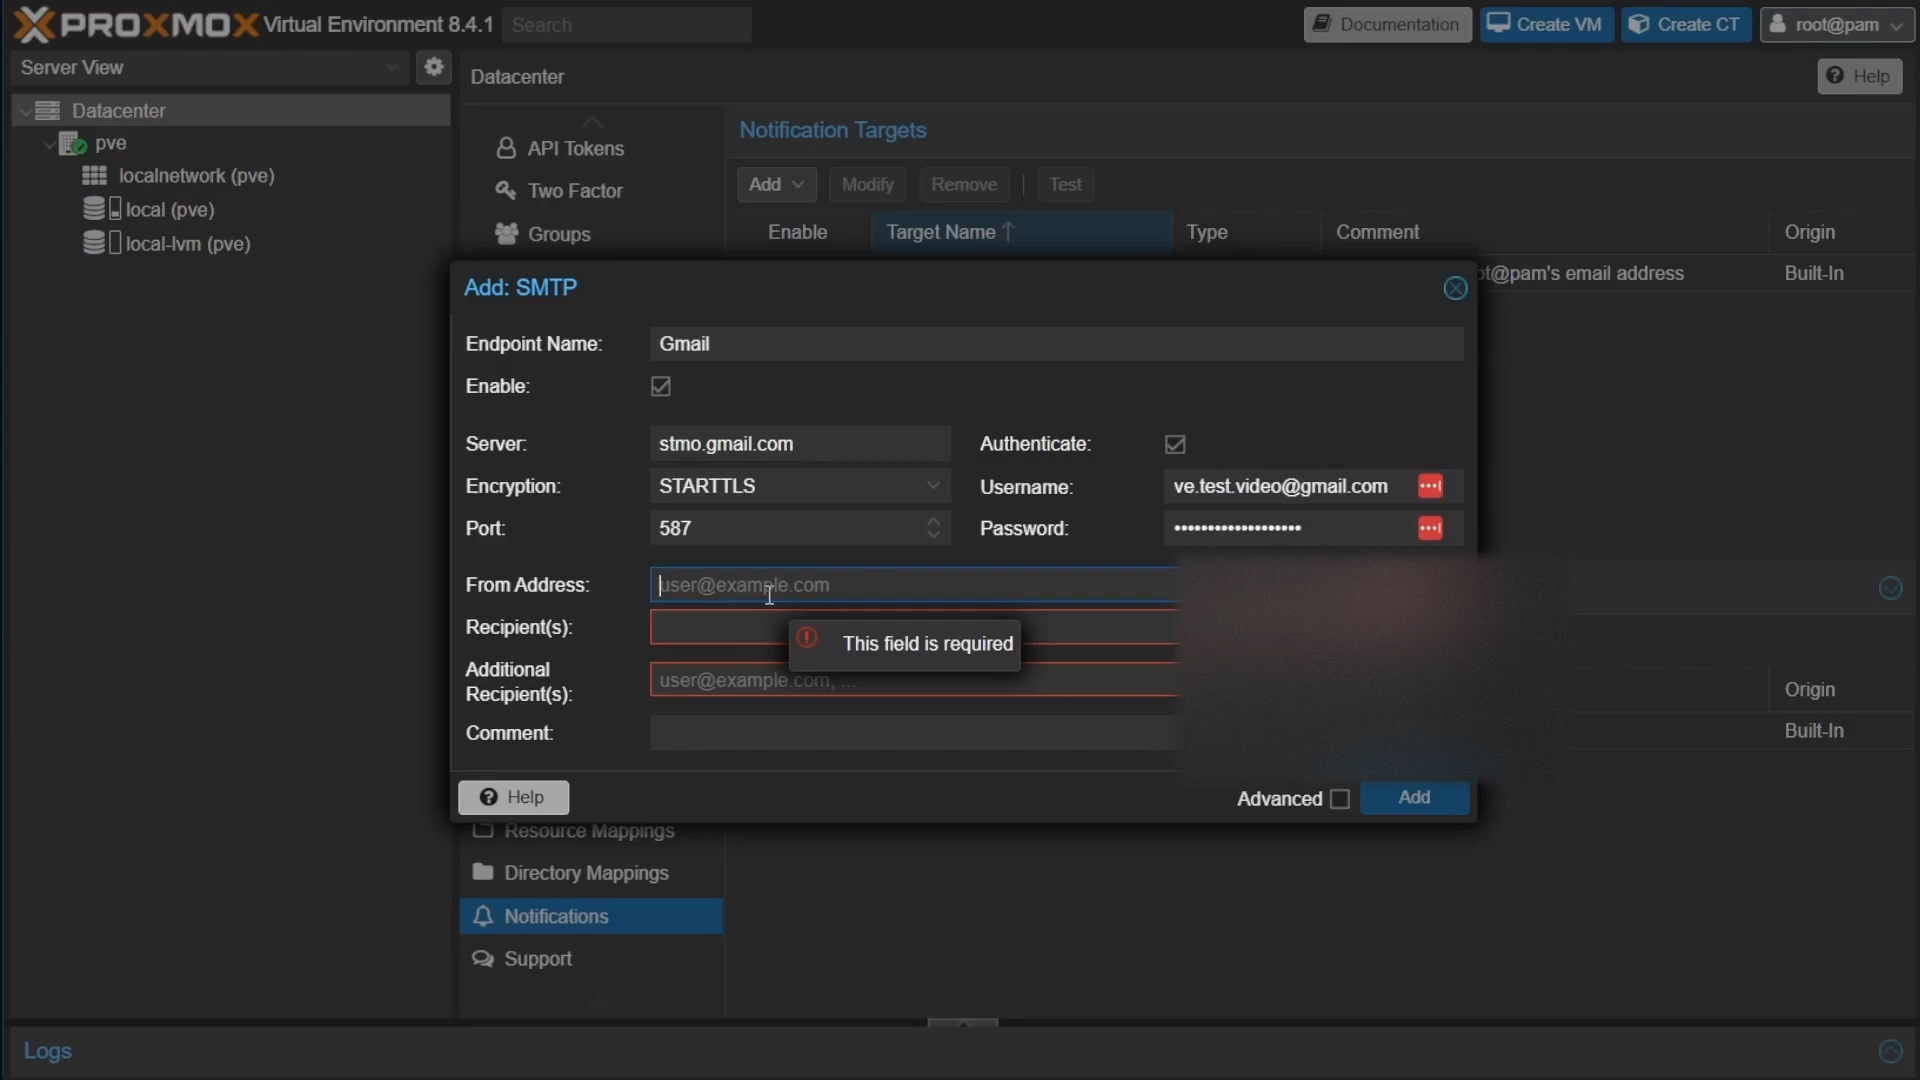 PROXMOX Virtual Environment 8.4.1 Search Documentation Create VM Create CT root@pam
Server View Datacenter Help
Datacenter
pve
localnetwork (pve)
local (pve)
local-lvm (pve)
API Tokens
Two Factor
Groups
Notification Targets
Add Modify Remove Test
Enable Target Name Type Comment Origin
t@pam's email address Built-In
Add: SMTP
Endpoint Name: Gmail
Enable:
Server: stmo.gmail.com Authenticate:
Encryption: STARTTLS Username: ve.test.video@gmail.com
Port: 587 Password: •••••••••••••••••••
From Address: user@example.com
Recipient(s):
This field is required
Additional
Recipient(s): user@example.com, ...
Comment:
Origin
Built-In
Help Advanced Add
Resource Mappings
Directory Mappings
Notifications
Support
Logs